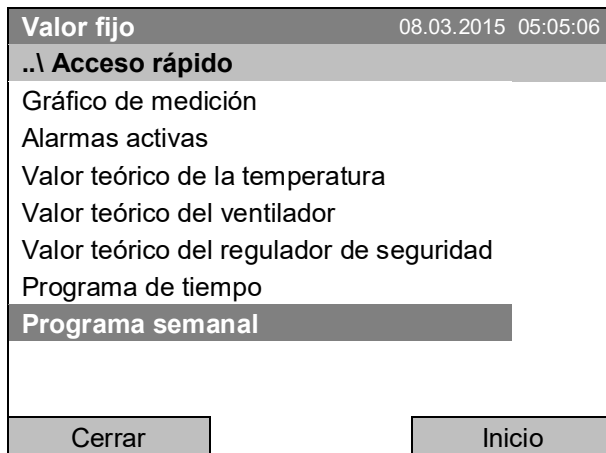 Valor fijo 08.03.2015 05:05:06
..\ Acceso rápido
Gráfico de medición
Alarmas activas
Valor teórico de la temperatura
Valor teórico del ventilador
Valor teórico del regulador de seguridad
Programa de tiempo
Programa semanal
Cerrar Inicio